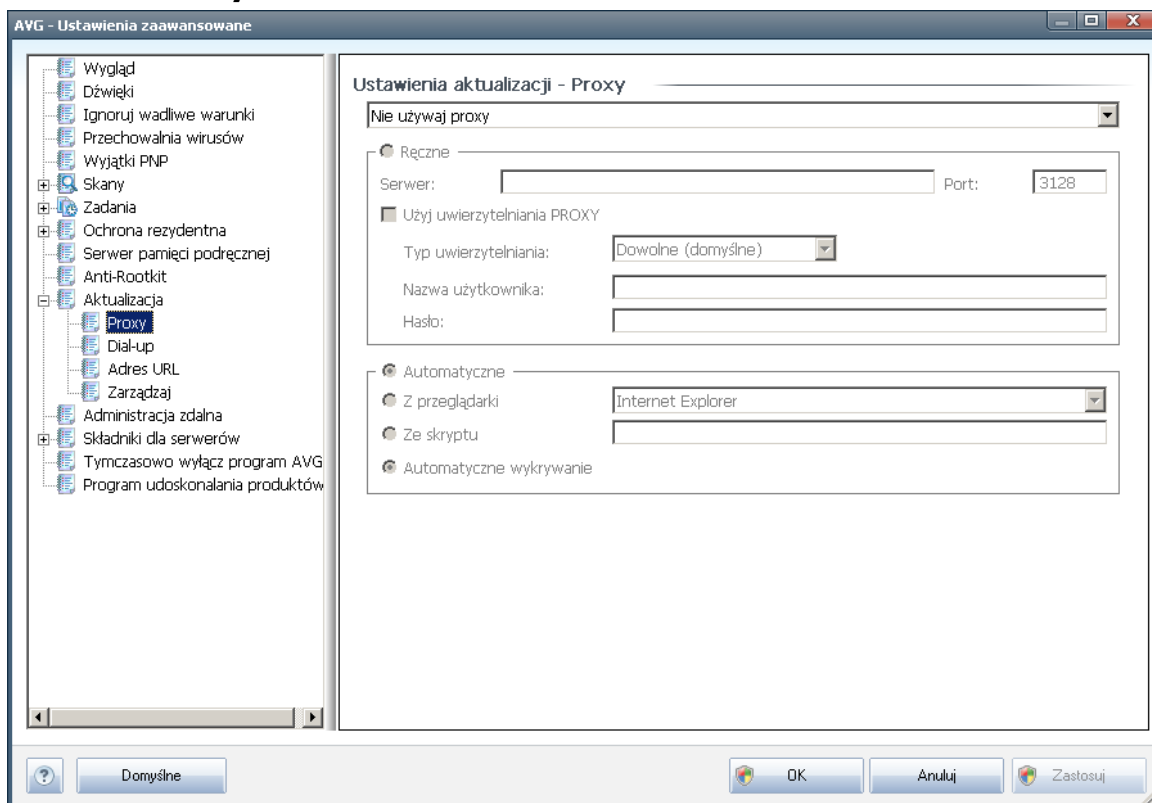 AVG - Ustawienia zaawansowane
Wygląd
Dźwięki
Ignoruj wadliwe warunki
Przechowalnia wirusów
Wyjątki PNP
Skany
Zadania
Ochrona rezydentna
Serwer pamięci podręcznej
Anti-Rootkit
Aktualizacja
Proxy
Dial-up
Adres URL
Zarządzaj
Administracja zdalna
Składniki dla serwerów
Tymczasowo wyłącz program AVG
Program udoskonalania produktów
Ustawienia aktualizacji - Proxy
Nie używaj proxy
Ręczne
Serwer: Port: 3128
Użyj uwierzytelniania PROXY
Typ uwierzytelniania: Dowolne (domyślne)
Nazwa użytkownika:
Hasło:
Automatyczne
Z przeglądarki Internet Explorer
Ze skryptu
Automatyczne wykrywanie
? Domyślne OK Anuluj Zastosuj